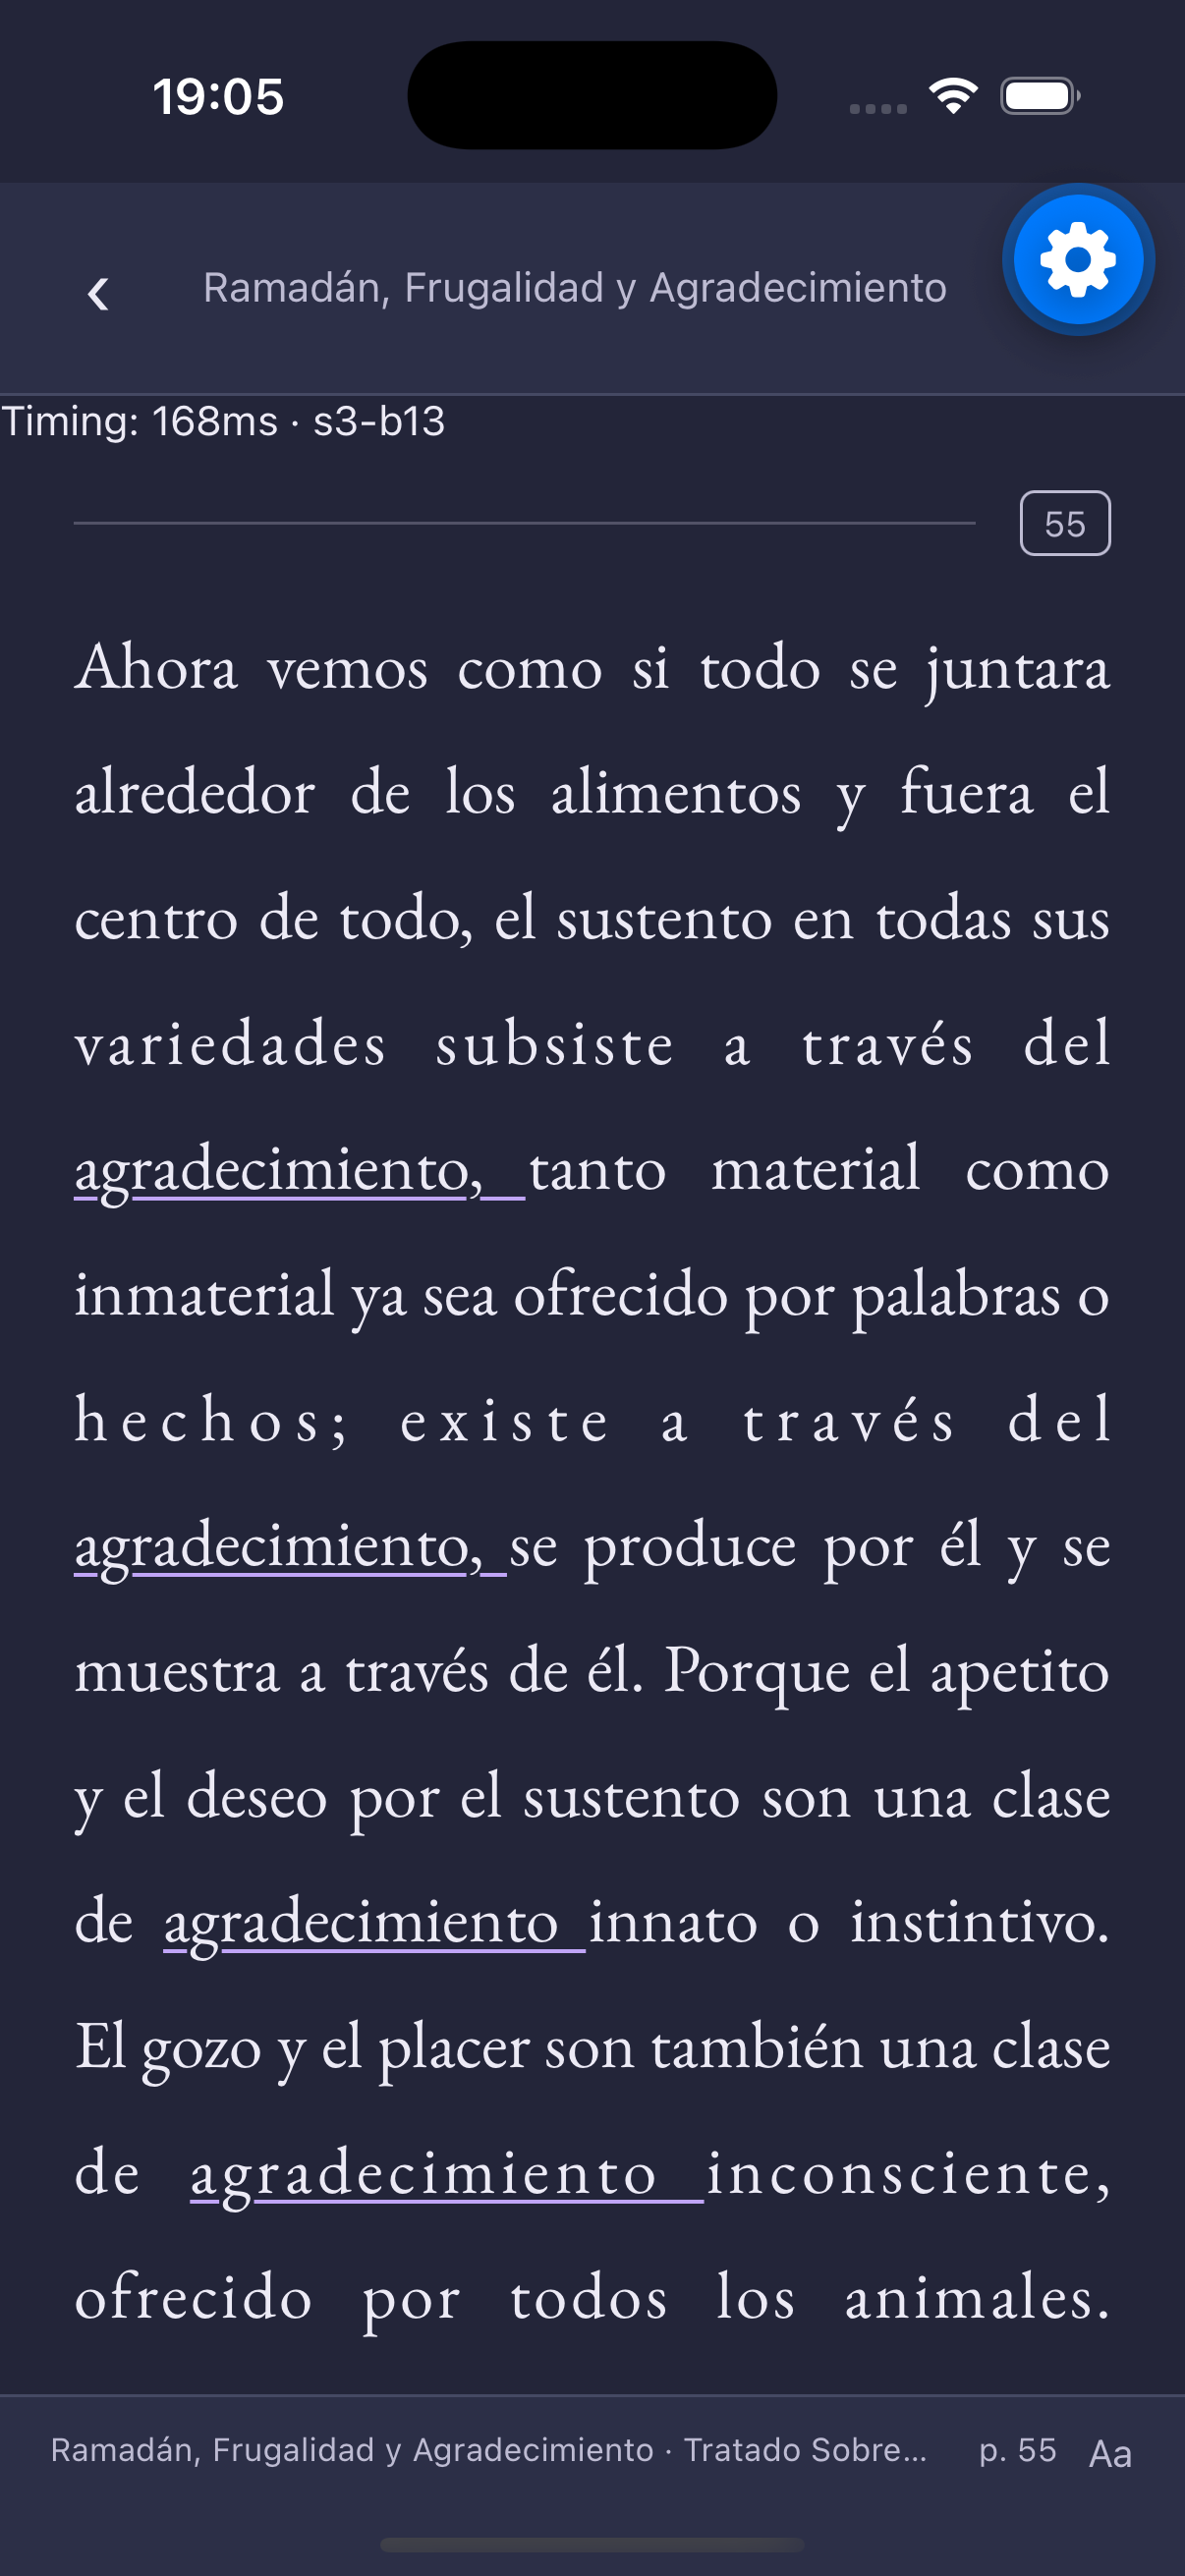 19:05
‹ Ramadán, Frugalidad y Agradecimiento
Timing: 168ms · s3-b13
55
Ahora vemos como si todo se juntara
alrededor de los alimentos y fuera el
centro de todo, el sustento en todas sus
variedades subsiste a través del
agradecimiento, tanto material como
inmaterial ya sea ofrecido por palabras o
hechos; existe a través del
agradecimiento, se produce por él y se
muestra a través de él. Porque el apetito
y el deseo por el sustento son una clase
de agradecimiento innato o instintivo.
El gozo y el placer son también una clase
de agradecimiento inconsciente,
ofrecido por todos los animales.
Ramadán, Frugalidad y Agradecimiento · Tratado Sobre... p. 55 Aa